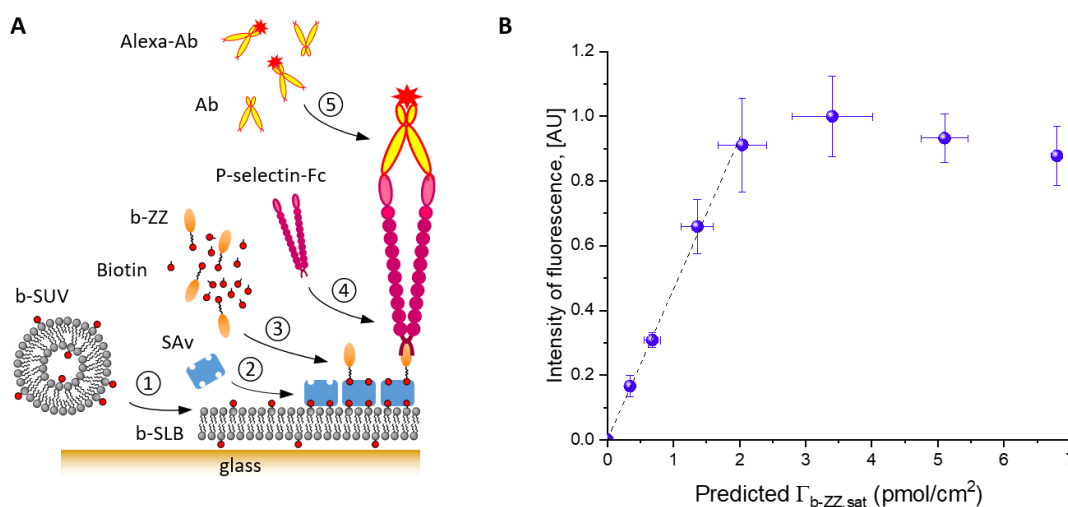 A
Alexa-Ab
Ab
5
P-selectin-Fc
b-ZZ
Biotin
4
b-SUV
3
SAv
2
1
b-SLB
glass
B
1.2
1.0
0.8
0.6
0.4
0.2
0.0
Intensity of fluorescence, [AU]
0 1 2 3 4 5 6 7
Predicted Γb-ZZ,sat (pmol/cm²)